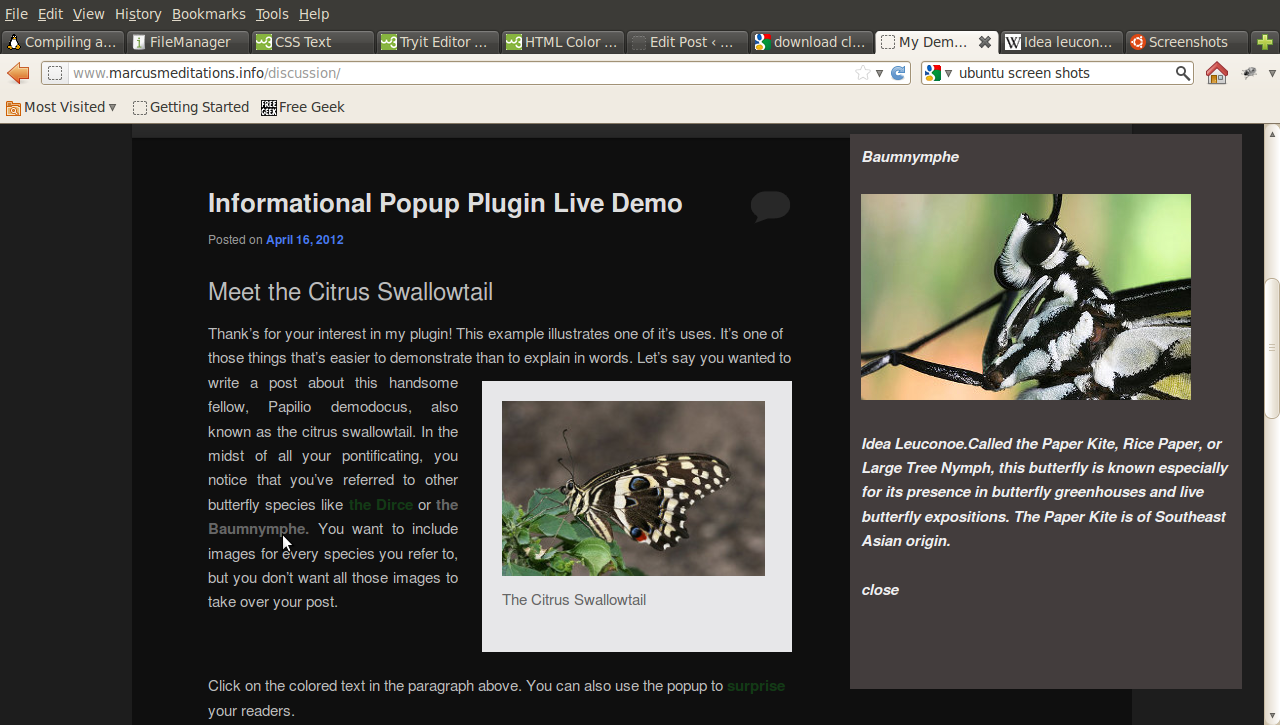 File Edit View History Bookmarks Tools Help
Compiling a... FileManager CSS Text Tryit Editor ... HTML Color ... Edit Post ‹ ... download cl... My Dem... Idea leucon... Screenshots
www.marcusmeditations.info/discussion/ ubuntu screen shots
Most Visited Getting Started FREE GEEK Free Geek
Informational Popup Plugin Live Demo
Posted on April 16, 2012
Meet the Citrus Swallowtail
Thank’s for your interest in my plugin! This example illustrates one of it’s uses. It’s one of
those things that’s easier to demonstrate than to explain in words. Let’s say you wanted to
write a post about this handsome
fellow, Papilio demodocus, also
known as the citrus swallowtail. In the
midst of all your pontificating, you
notice that you’ve referred to other
butterfly species like the Dirce or the
Baumnymphe. You want to include
images for every species you refer to,
but you don’t want all those images to
take over your post.
The Citrus Swallowtail
Click on the colored text in the paragraph above. You can also use the popup to surprise
your readers.
Baumnymphe
Idea Leuconoe.Called the Paper Kite, Rice Paper, or
Large Tree Nymph, this butterfly is known especially
for its presence in butterfly greenhouses and live
butterfly expositions. The Paper Kite is of Southeast
Asian origin.
close